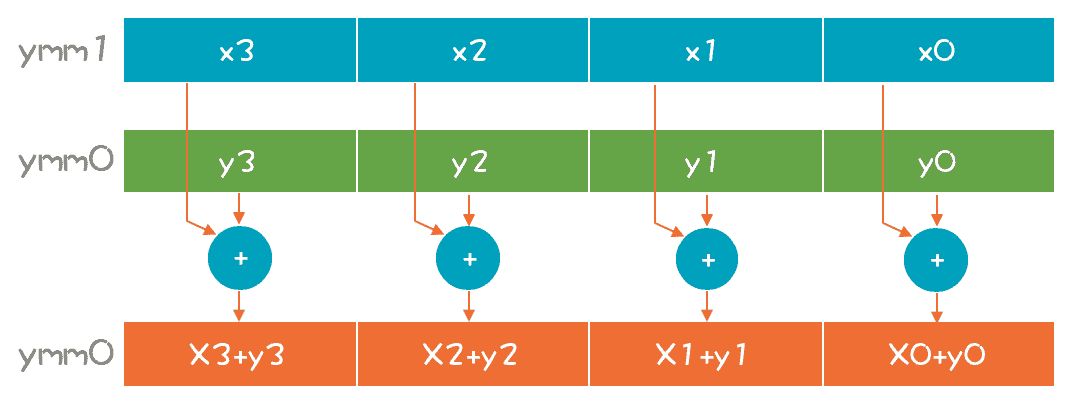 ymm1 x3 x2 x1 x0
ymm0 y3 y2 y1 y0
+ + + +
ymm0 X3+y3 X2+y2 X1+y1 X0+y0